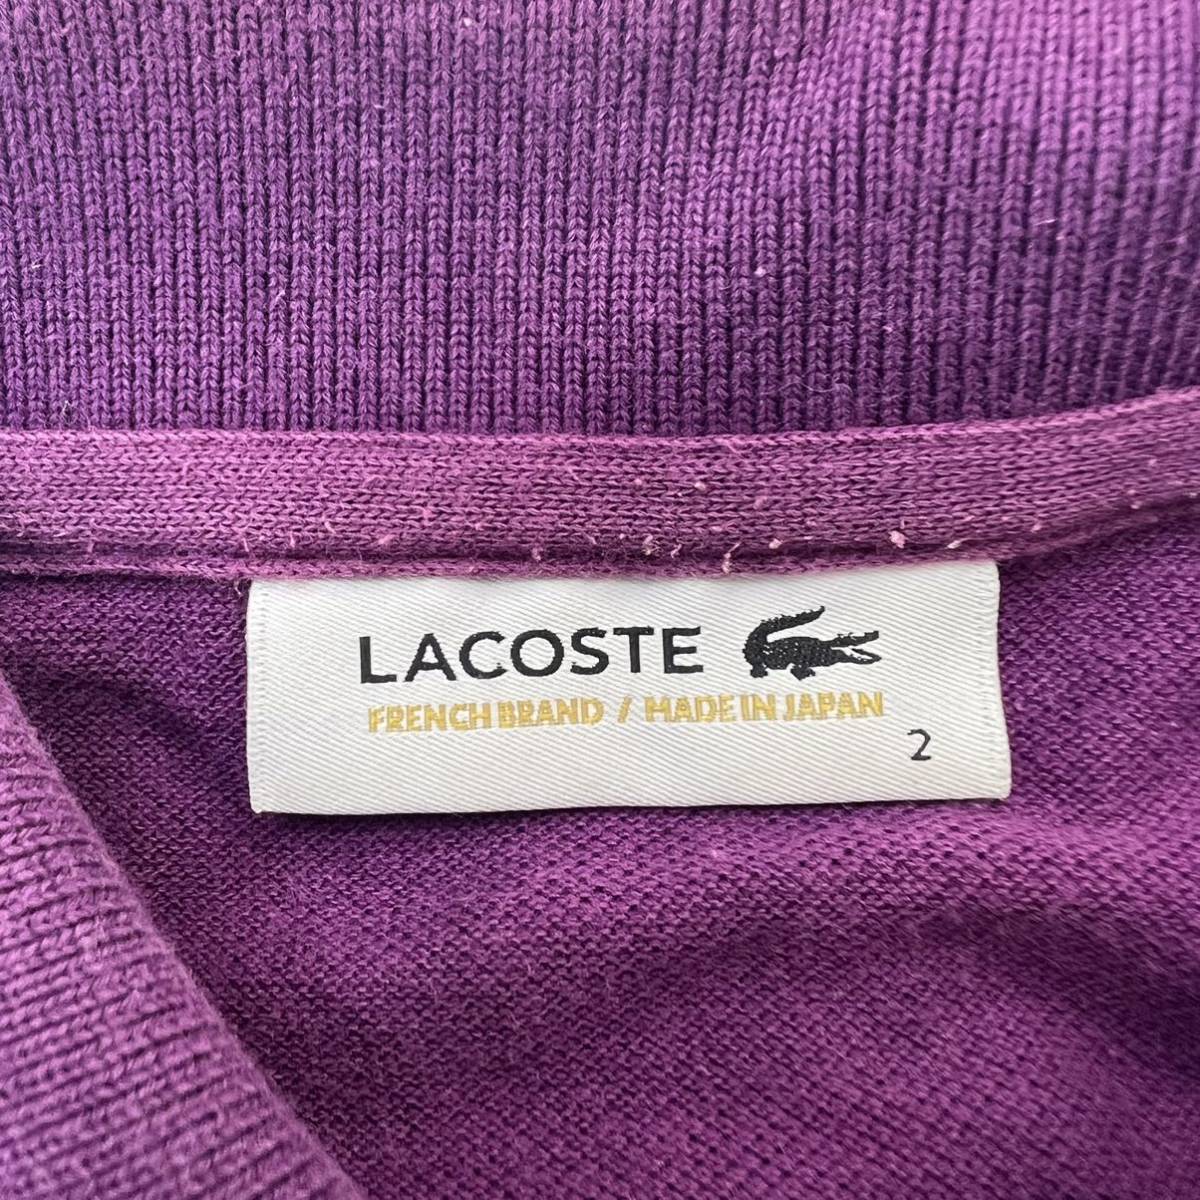 LACOSTE
FRENCH BRAND / MADE IN JAPAN
2